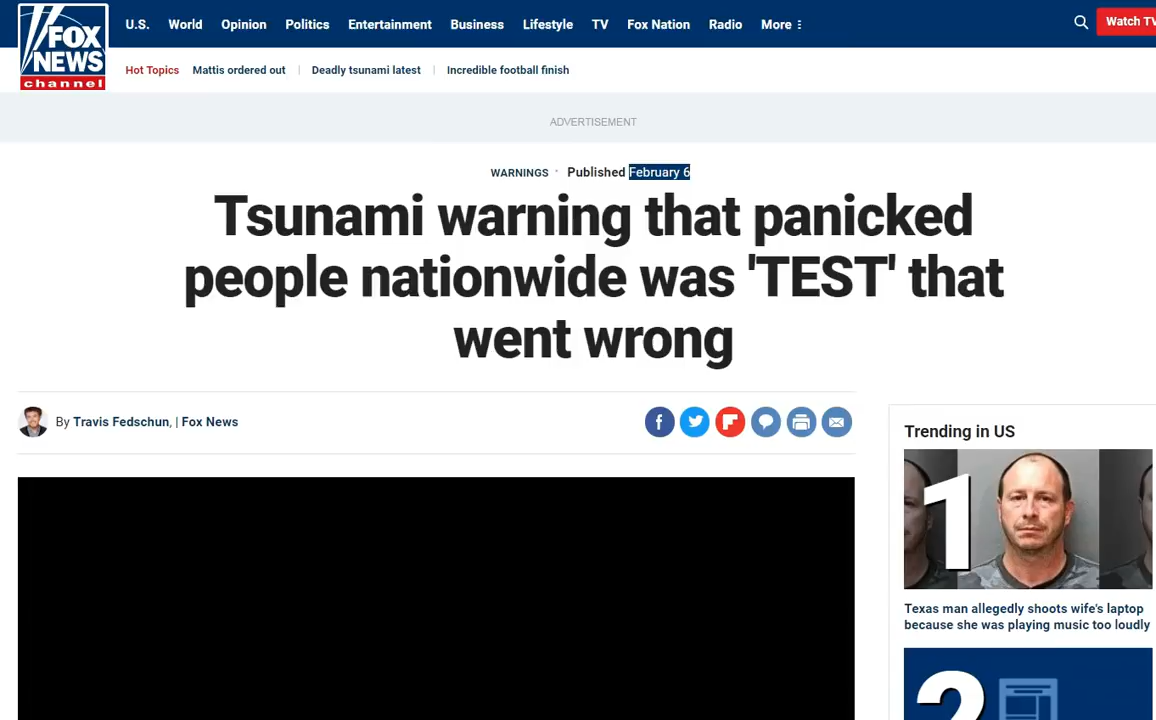 FOX
NEWS
channel
U.S. World Opinion Politics Entertainment Business Lifestyle TV Fox Nation Radio More
Watch TV
Hot Topics Mattis ordered out Deadly tsunami latest Incredible football finish
ADVERTISEMENT
WARNINGS · Published February 6
Tsunami warning that panicked
people nationwide was 'TEST' that
went wrong
By Travis Fedschun, | Fox News
Trending in US
1
Texas man allegedly shoots wife's laptop
because she was playing music too loudly
2